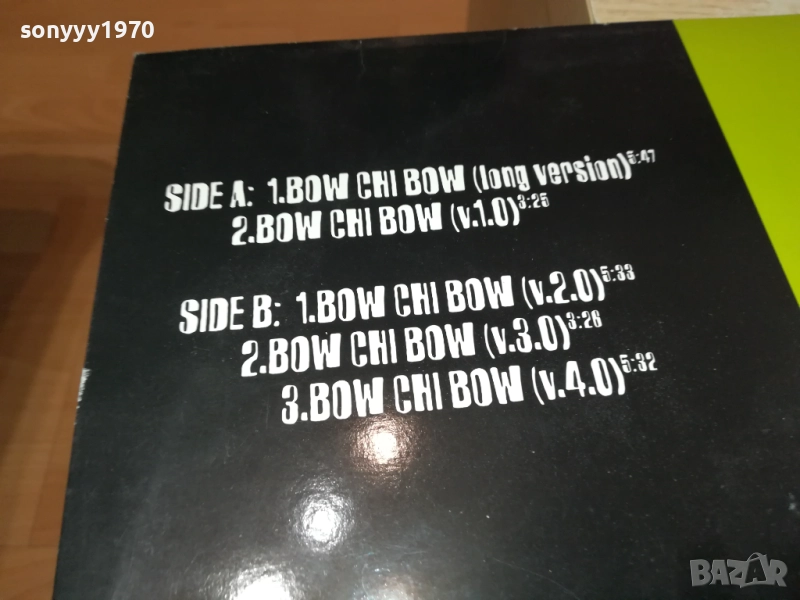 sonyyy1970
SIDE A: 1.BOW CHI BOW (long version) 5:47
2.BOW CHI BOW (v.1.0) 3:25
SIDE B: 1.BOW CHI BOW (v.2.0) 5:33
2.BOW CHI BOW (v.3.0) 3:26
3.BOW CHI BOW (v.4.0) 5:32
BAZAR